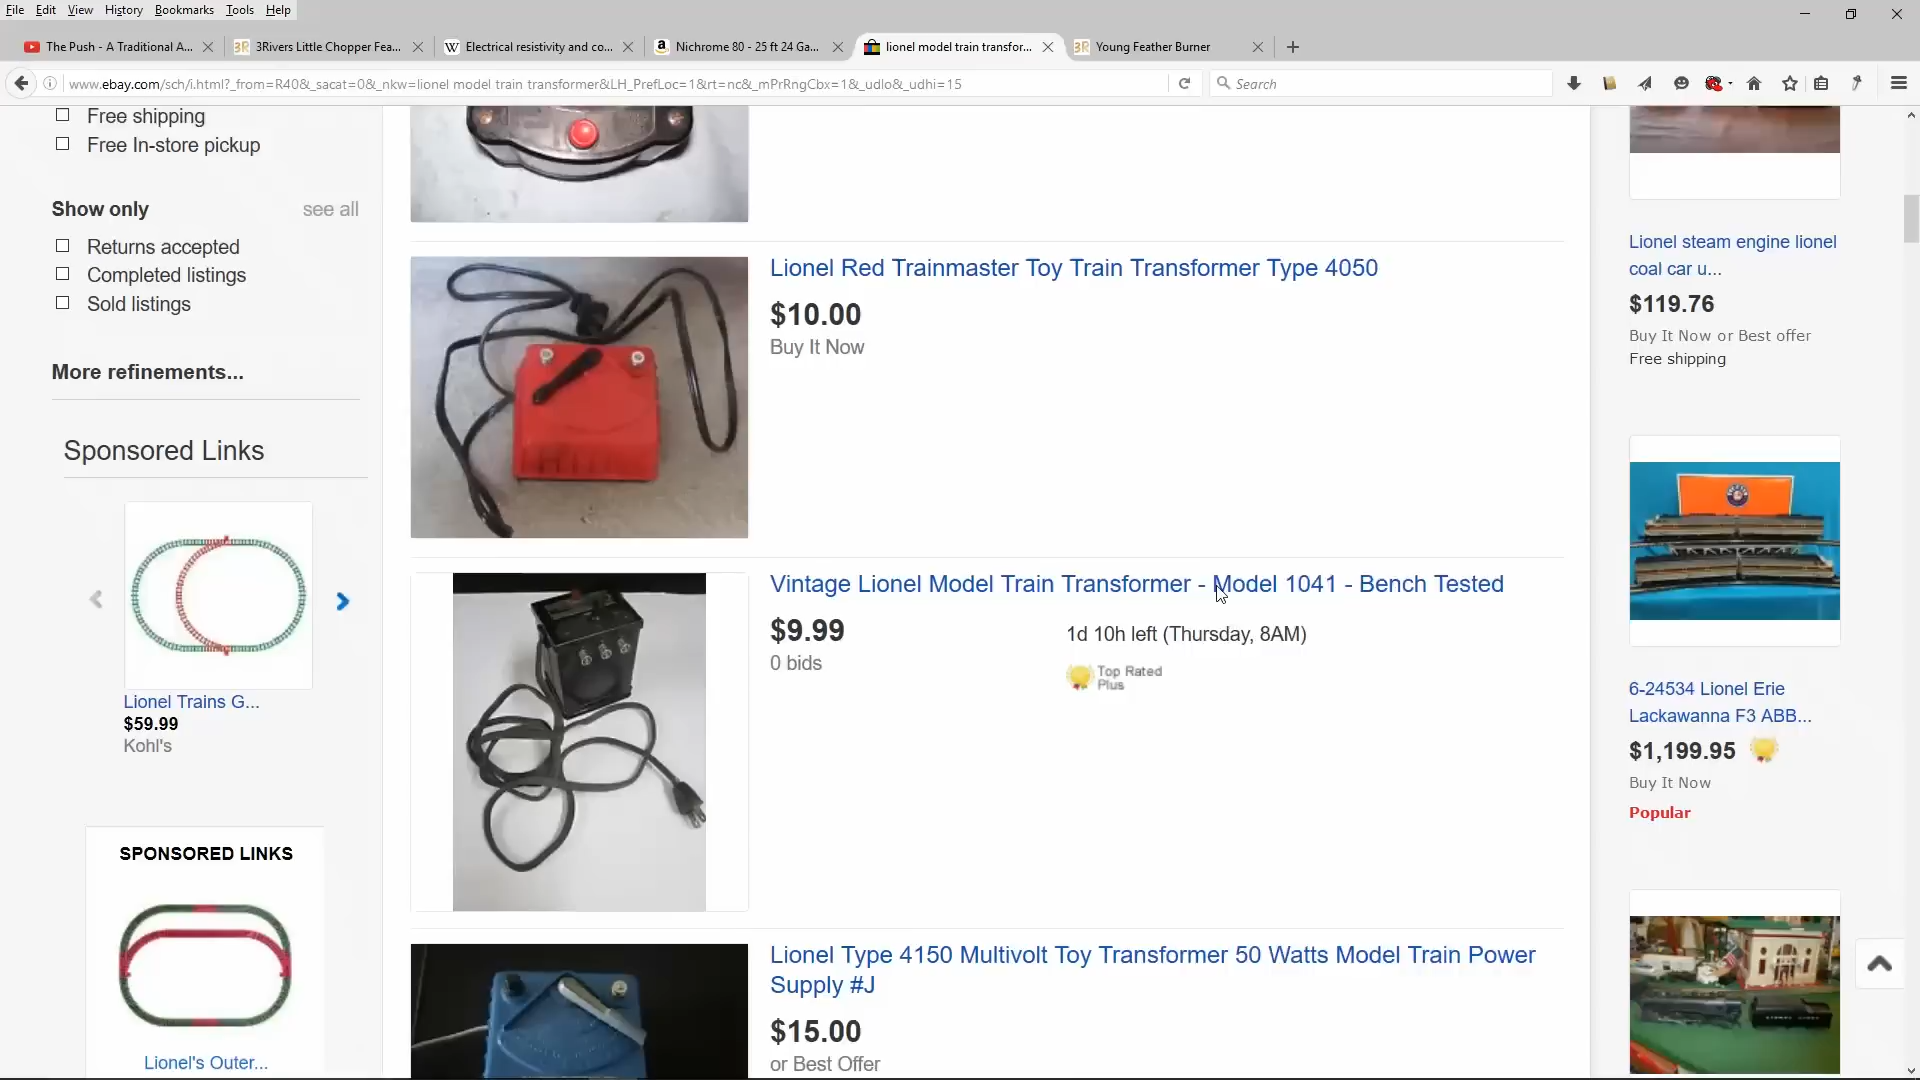 File Edit View History Bookmarks Tools Help
The Push - A Traditional A...
3Rivers Little Chopper Fea...
Electrical resistivity and co...
Nichrome 80 - 25 ft 24 Ga...
lionel model train transfor...
Young Feather Burner
www.ebay.com/sch/i.html?_from=R40&_sacat=0&_nkw=lionel model train transformer&LH_PrefLoc=1&rt=nc&_mPrRngCbx=1&_udlo&_udhi=15
Search
Free shipping
Free In-store pickup
Show only see all
Returns accepted
Completed listings
Sold listings
More refinements...
Sponsored Links
Lionel Trains G...
$59.99
Kohl's
SPONSORED LINKS
Lionel's Outer...
Lionel Red Trainmaster Toy Train Transformer Type 4050
$10.00
Buy It Now
Vintage Lionel Model Train Transformer - Model 1041 - Bench Tested
$9.99
0 bids
1d 10h left (Thursday, 8AM)
Top Rated
Plus
Lionel Type 4150 Multivolt Toy Transformer 50 Watts Model Train Power
Supply #J
$15.00
or Best Offer
Lionel steam engine lionel
coal car u...
$119.76
Buy It Now or Best offer
Free shipping
6-24534 Lionel Erie
Lackawanna F3 ABB...
$1,199.95
Buy It Now
Popular